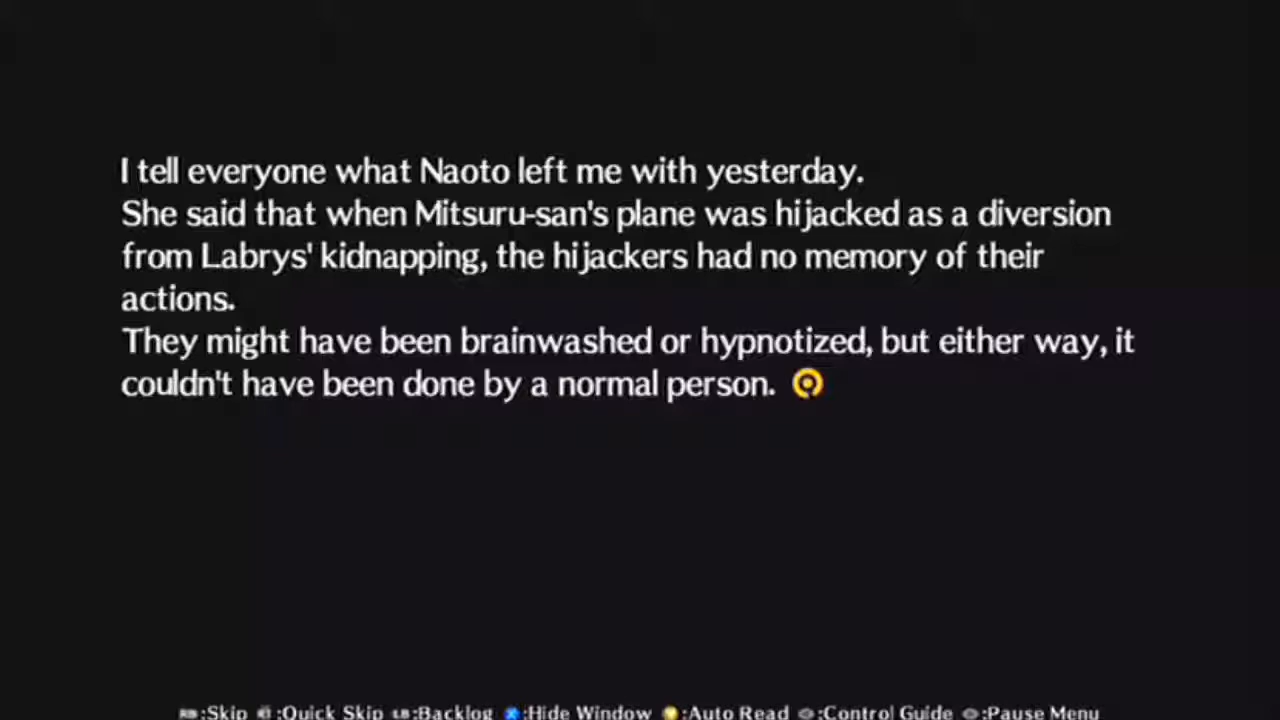 I tell everyone what Naoto left me with yesterday.
She said that when Mitsuru-san's plane was hijacked as a diversion
from Labrys' kidnapping, the hijackers had no memory of their
actions.
They might have been brainwashed or hypnotized, but either way, it
couldn't have been done by a normal person.
:Skip :Quick Skip LB:Backlog X:Hide Window Y:Auto Read :Control Guide :Pause Menu